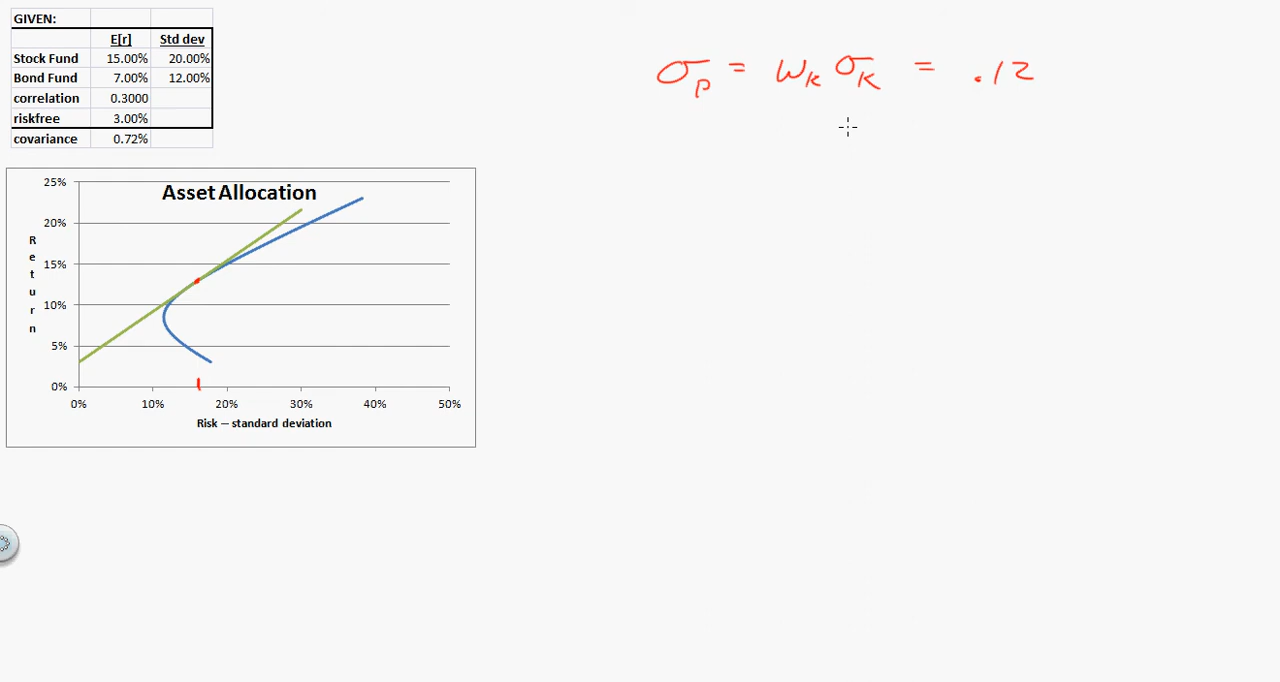 GIVEN:
E[r] Std dev
Stock Fund 15.00% 20.00%
Bond Fund 7.00% 12.00%
correlation 0.3000
riskfree 3.00%
covariance 0.72%
σp = wk σk = .12
Asset Allocation
25%
20%
15%
10%
5%
0%
Return
0% 10% 20% 30% 40% 50%
Risk — standard deviation